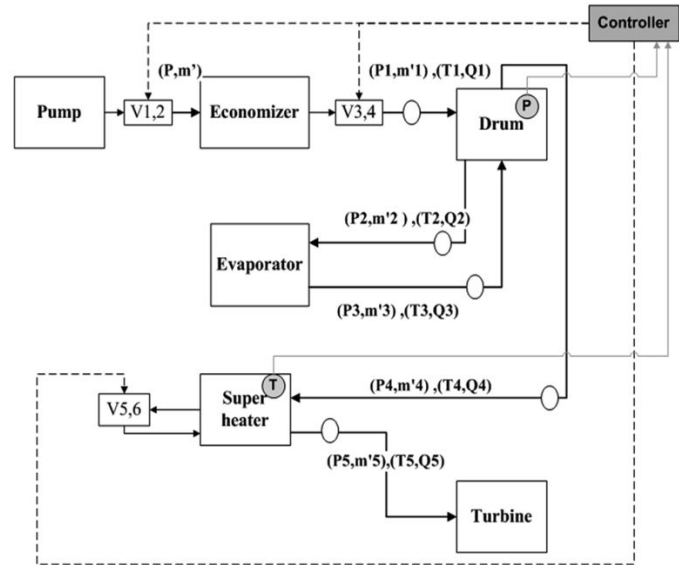 Controller
(P,m’)
(P1,m'1) ,(T1,Q1)
Pump
V1,2
Economizer
V3,4
P
Drum
(P2,m'2 ) ,(T2,Q2)
Evaporator
(P3,m'3) ,(T3,Q3)
T
(P4,m'4) ,(T4,Q4)
V5,6
Super
heater
(P5,m'5),(T5,Q5)
Turbine